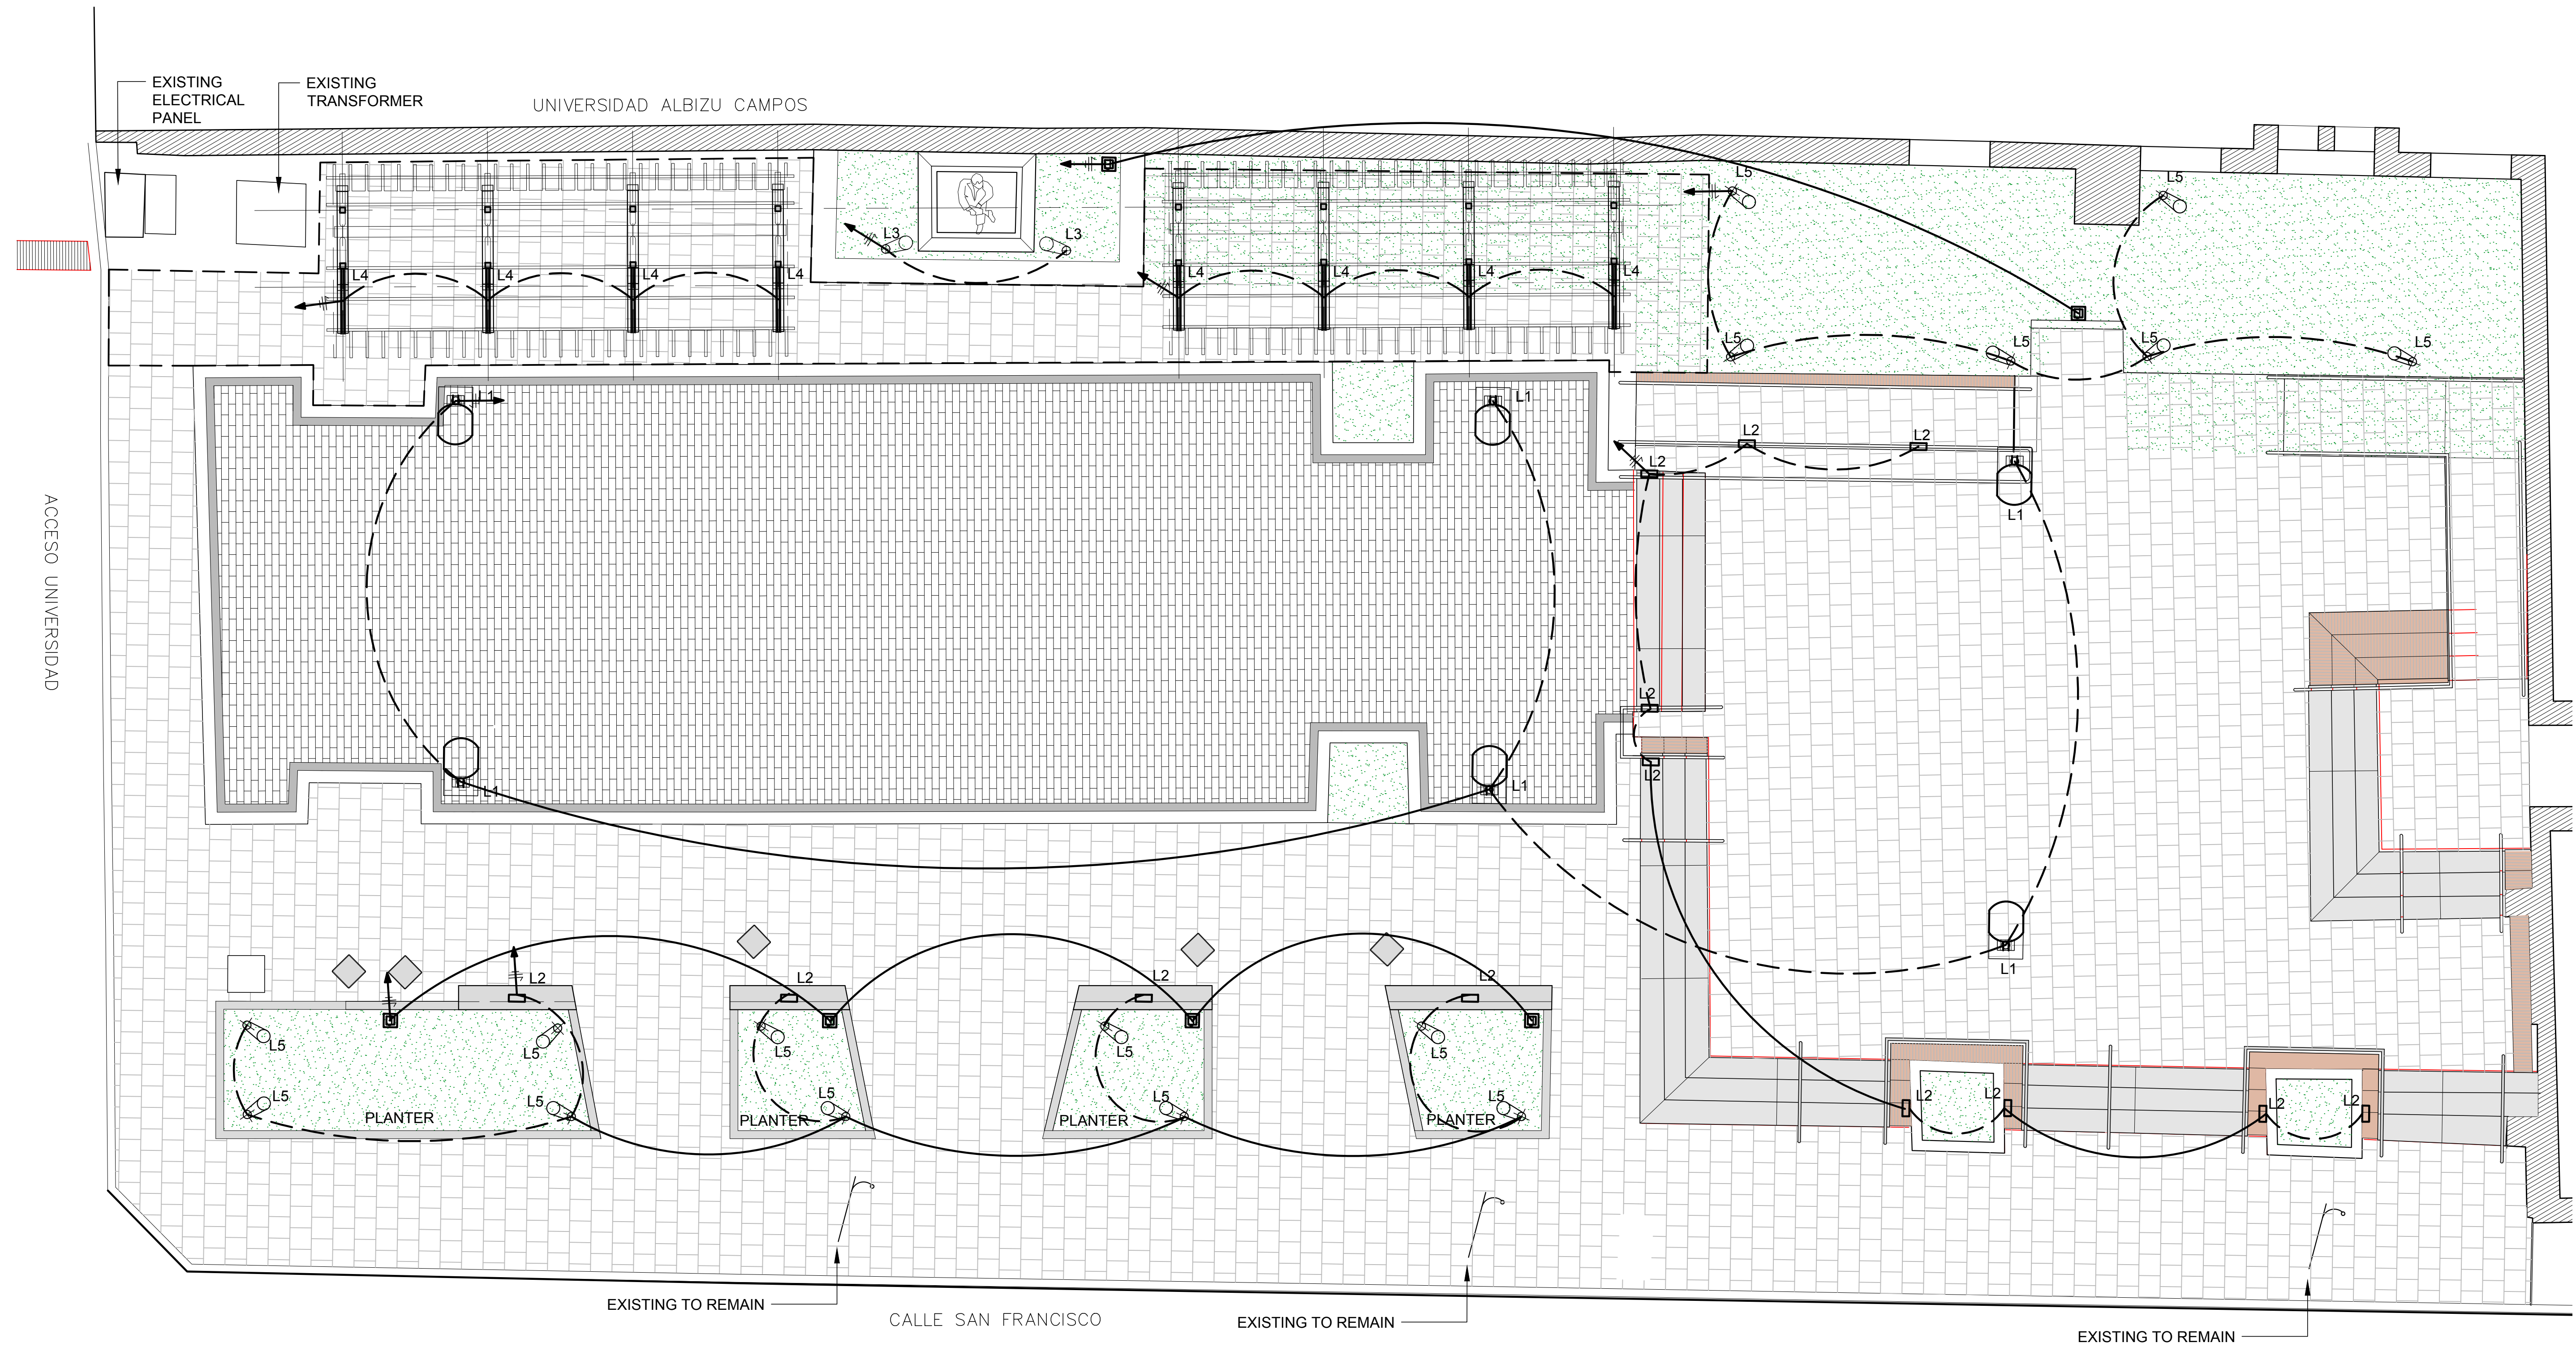 EXISTING
ELECTRICAL
PANEL
EXISTING
TRANSFORMER
UNIVERSIDAD ALBIZU CAMPOS
L5
L5
L3
L3
L4
L4
L4
L4
L4
L4
L4
L4
L5
L5
L5
L5
L1
L1
L2
L2
L2
L1
ACCESO UNIVERSIDAD
L2
L2
L1
L1
L1
L2
L2
L2
L2
L5
L5
L5
L5
L5
L5
L5
L5
L5
L5
PLANTER
PLANTER
PLANTER
PLANTER
L2
L2
L2
L2
EXISTING TO REMAIN
CALLE SAN FRANCISCO
EXISTING TO REMAIN
EXISTING TO REMAIN